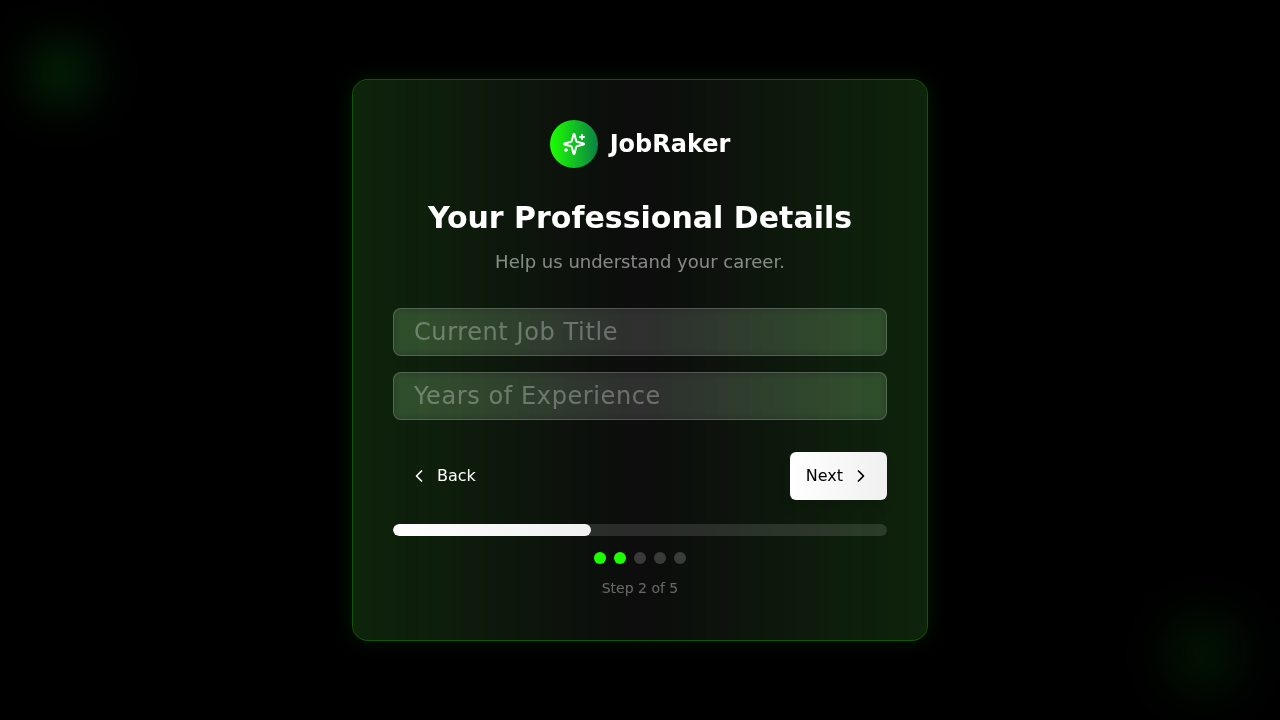 JobRaker
Your Professional Details
Help us understand your career.
Current Job Title
Years of Experience
Back
Next
Step 2 of 5